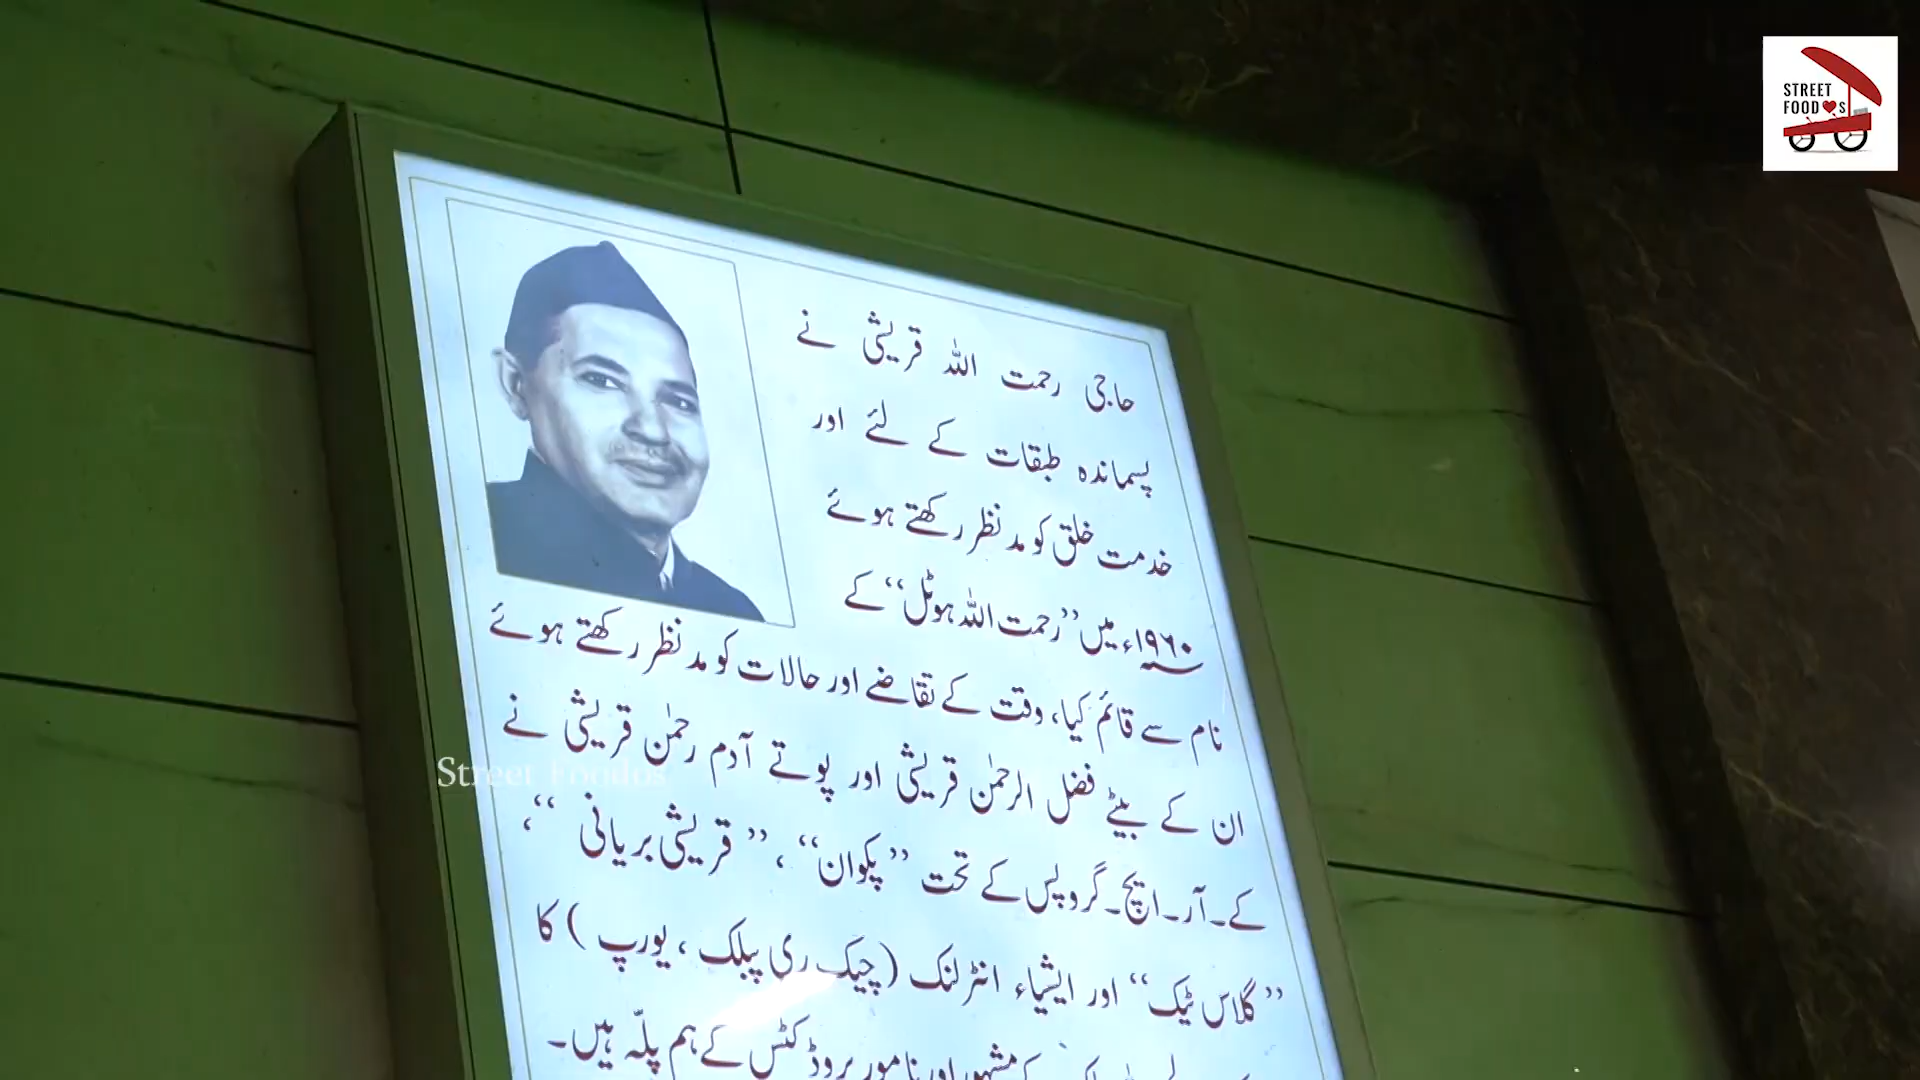 STREET
FOOD❤S
حاجی رحمت اللہ قریشی نے
پسماندہ طبقات کے لئے اور
خدمت خلق کو مد نظر رکھتے ہوئے
۱۹۶۰ء میں ”رحمت اللہ ہوٹل“ کے
نام سے قائم کیا، وقت کے تقاضے اور حالات کو مد نظر رکھتے ہوئے
ان کے بیٹے فضل الرحمٰن قریشی اور پوتے آدم رحمٰن قریشی نے
کے۔آر۔ایچ۔گروپس کے تحت ”پکوان“، ”قریشی بریانی“،
”گلاس ٹیک“ اور ایشیاء انٹرلنک (چیک ری پبلک، یورپ) کا
کے مشہور اور نامور پروڈکٹس کے ہم پلّہ ہیں۔
Street Foodos